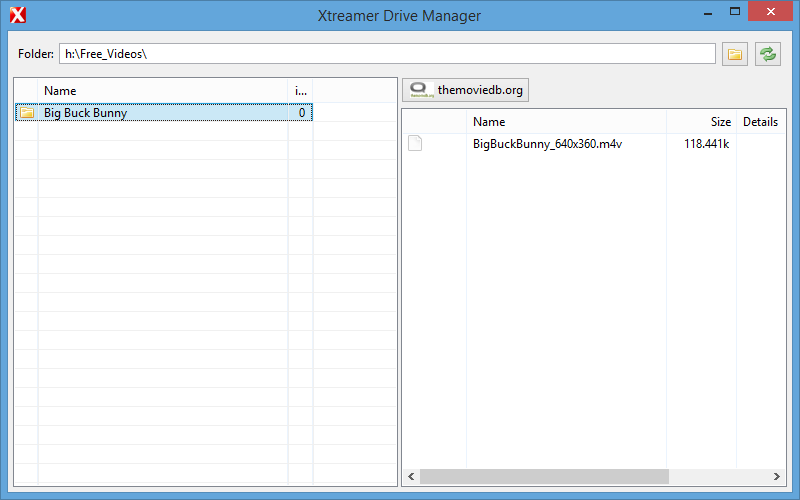 Xtreamer Drive Manager
Folder: h:\Free_Videos\
Name i...
Big Buck Bunny 0
themoviedb.org
Name Size Details
BigBuckBunny_640x360.m4v 118.441k